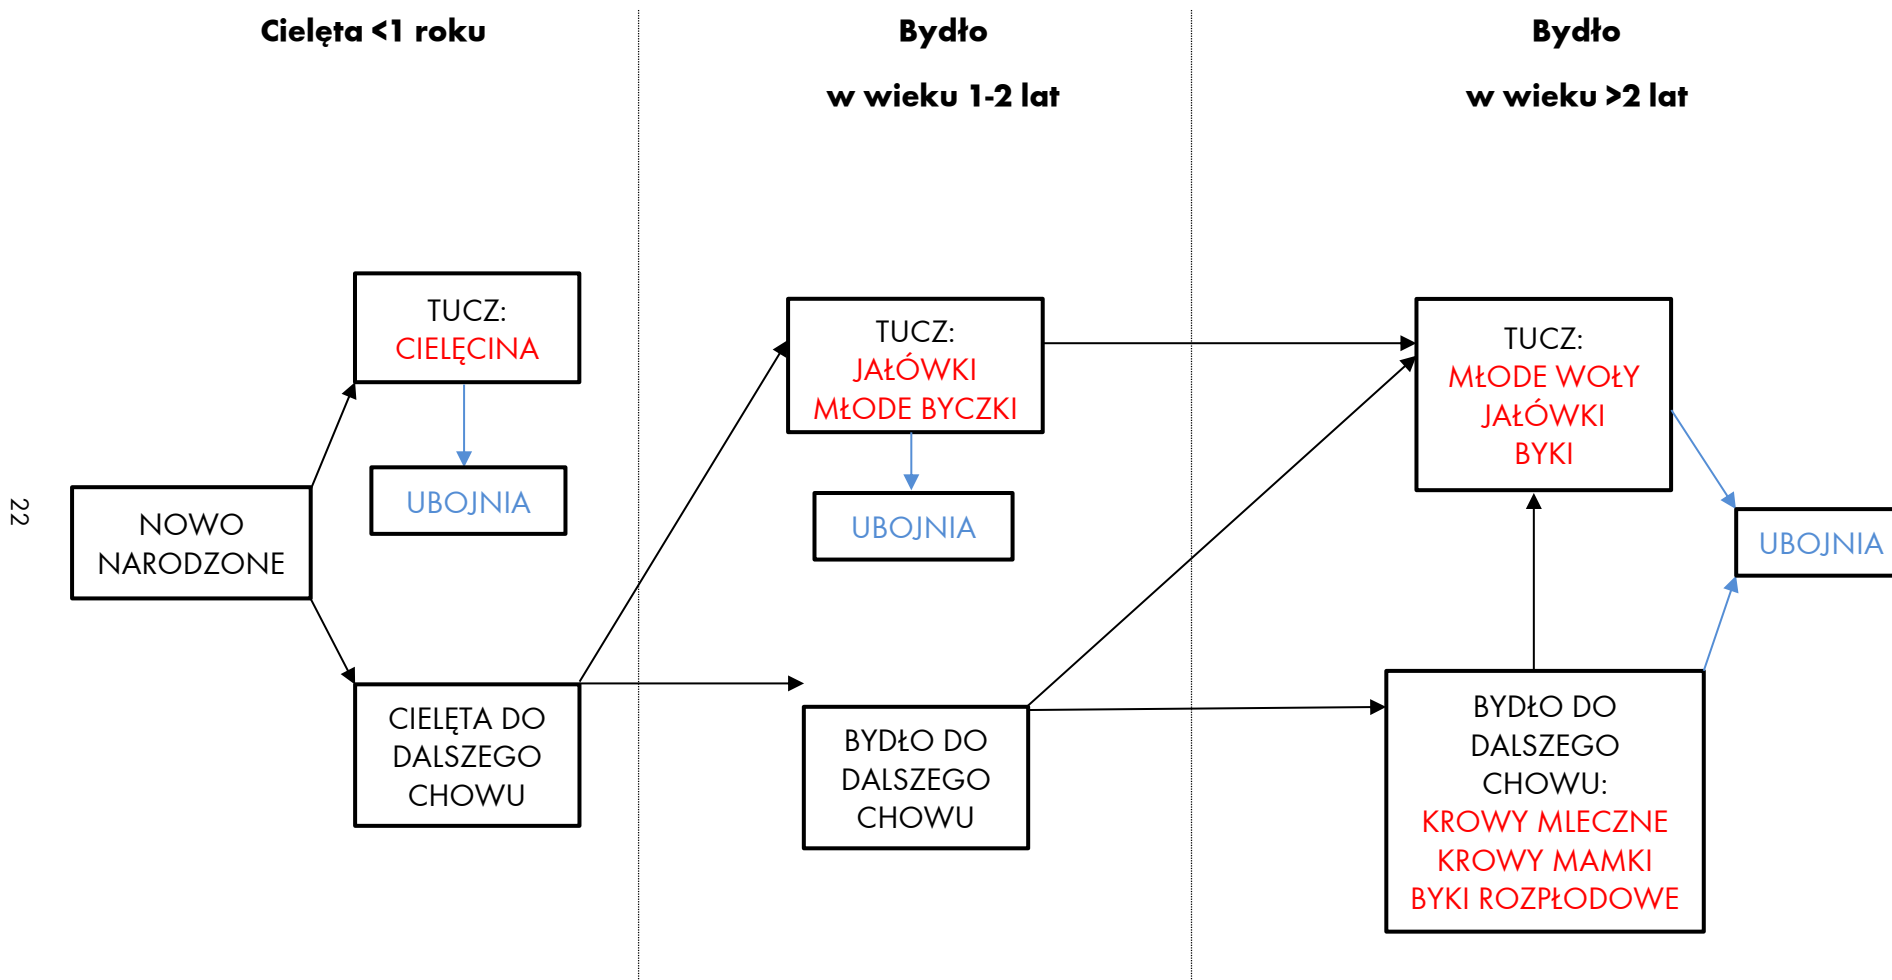 Cielęta <1 roku
Bydło
w wieku 1-2 lat
Bydło
w wieku >2 lat
TUCZ:
CIELĘCINA
UBOJNIA
NOWO
NARODZONE
CIELĘTA DO
DALSZEGO
CHOWU
TUCZ:
JAŁÓWKI
MŁODE BYCZKI
UBOJNIA
BYDŁO DO
DALSZEGO
CHOWU
TUCZ:
MŁODE WOŁY
JAŁÓWKI
BYKI
UBOJNIA
BYDŁO DO
DALSZEGO
CHOWU:
KROWY MLECZNE
KROWY MAMKI
BYKI ROZPŁODOWE
22